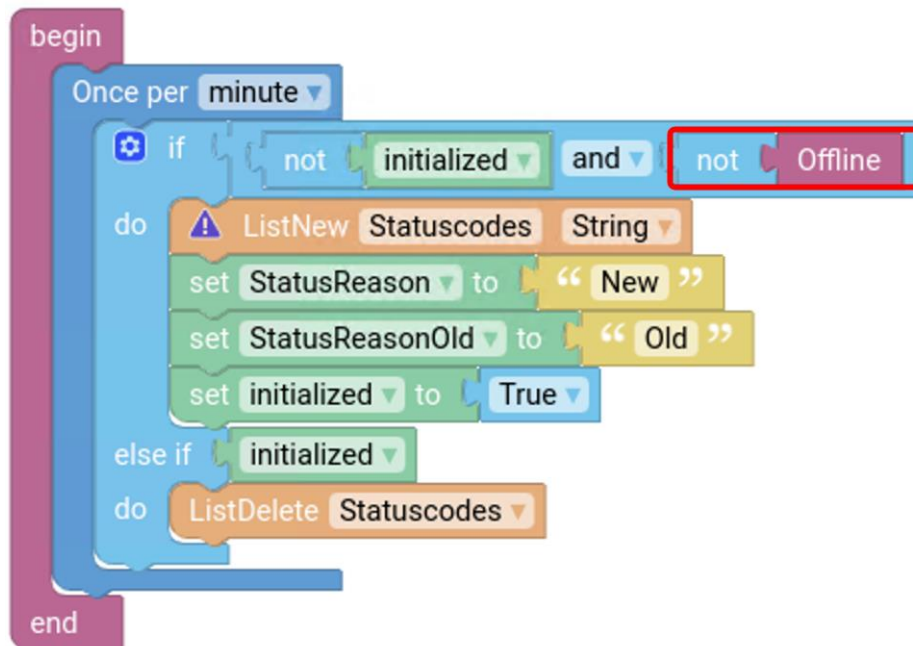 begin
Once per minute
if not initialized and not Offline
do ListNew Statuscodes String
set StatusReason to “ New ”
set StatusReasonOld to “ Old ”
set initialized to True
else if initialized
do ListDelete Statuscodes
end